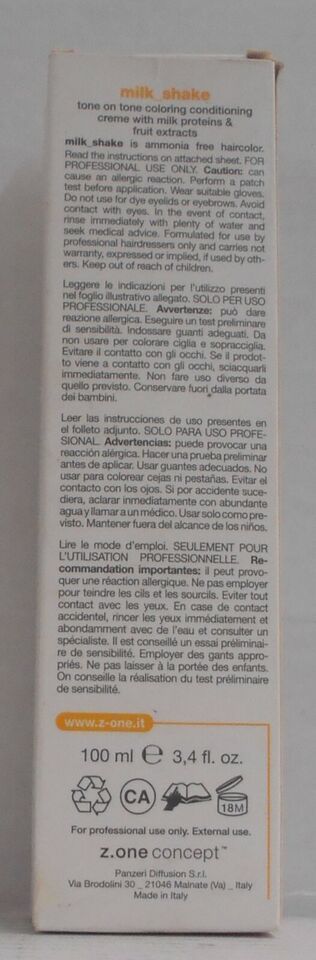 milk_shake
tone on tone coloring conditioning
creme with milk proteins &
fruit extracts
milk_shake is ammonia free haircolor.
Read the instructions on attached sheet. FOR
PROFESSIONAL USE ONLY. Caution: can
cause an allergic reaction. Perform a patch
test before application. Wear suitable gloves.
Do not use for dye eyelids or eyebrows. Avoid
contact with eyes. In the event of contact,
rinse immediately with plenty of water and
seek medical advice. Formulated for use by
professional hairdressers only and carries not
warranty, expressed or implied, if used by oth-
ers. Keep out of reach of children.
Leggere le indicazioni per l'utilizzo presenti
nel foglio illustrativo allegato. SOLO PER USO
PROFESSIONALE. Avvertenze: può dare
reazione allergica. Eseguire un test preliminare
di sensibilità. Indossare guanti adeguati. Da
non usare per colorare ciglia e sopracciglia.
Evitare il contatto con gli occhi. Se il prodot-
to viene a contatto con gli occhi, sciacquarli
immediatamente. Non fare uso diverso da
quello previsto. Conservare fuori dalla portata
dei bambini.
Leer las instrucciones de uso presentes en
el folleto adjunto. SOLO PARA USO PROFE-
SIONAL. Advertencias: puede provocar una
reacción alérgica. Hacer una prueba preliminar
antes de aplicar. Usar guantes adecuados. No
usar para colorear cejas ni pestañas. Evitar el
contacto con los ojos. Si por accidente suce-
diera, aclarar inmediatamente con abundante
agua y llamar a un médico. Usar solo como pre-
visto. Mantener fuera del alcance de los niños.
Lire le mode d'emploi. SEULEMENT POUR
L'UTILISATION PROFESSIONNELLE. Re-
commandation importantes: il peut provo-
quer une réaction allergique. Ne pas employer
pour teindre les cils et les sourcils. Eviter tout
contact avec les yeux. En case de contact
accidentel, rincer les yeux immédiatement et
abondamment avec de l'eau et consulter un
spécialiste. Il est conseillé un essai préliminai-
re de sensibilité. Employer des gants appro-
priés. Ne pas laisser à la portée des enfants.
On conseille la réalisation du test préliminaire
de sensibilité.
www.z-one.it
100 ml ℮ 3,4 fl. oz.
CA 18M
For professional use only. External use.
z.one concept™
Panzeri Diffusion S.r.l.
Via Brodolini 30 _ 21046 Malnate (Va) _ Italy
Made in Italy